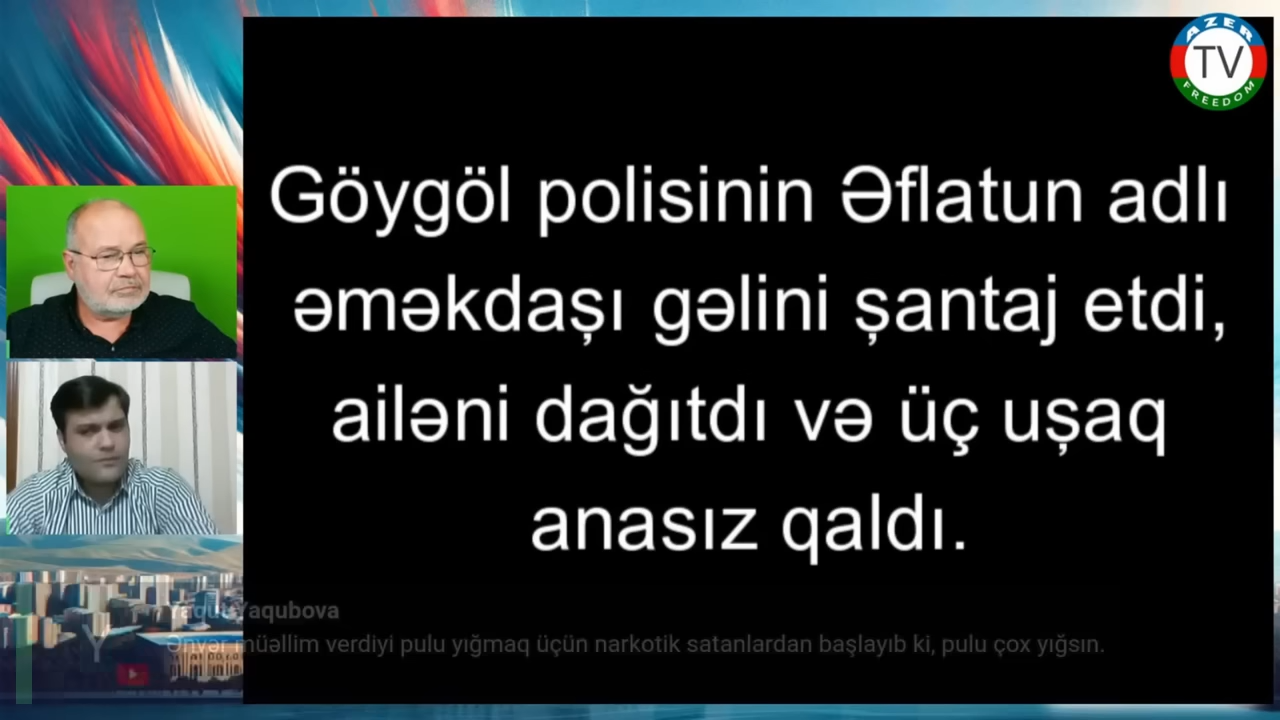 AZER
TV
FREEDOM
Göygöl polisinin Əflatun adlı
əməkdaşı gəlini şantaj etdi,
ailəni dağıtdı və üç uşaq
anasız qaldı.
Yaqut Yaqubova
Y
Ənvər müəllim verdiyi pulu yığmaq üçün narkotik satanlardan başlayıb ki, pulu çox yığsın.